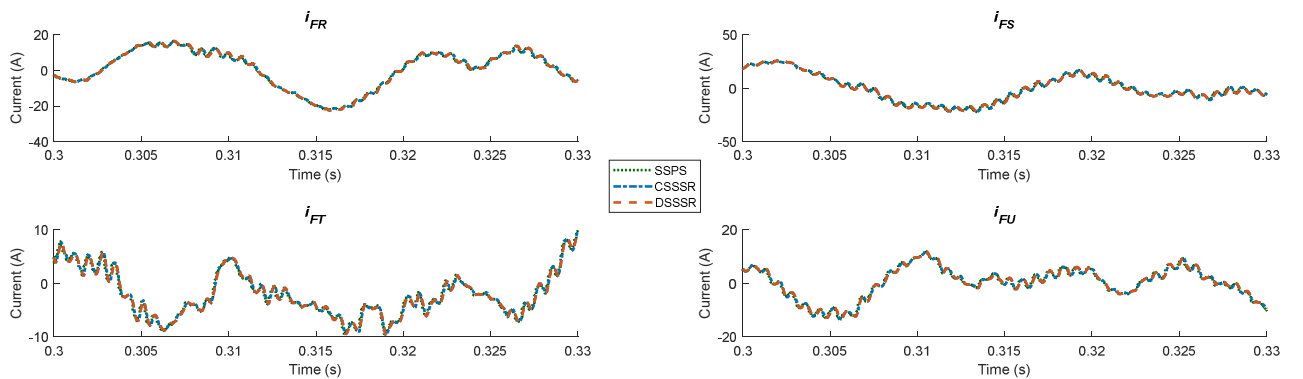 i_FR
Current (A)
20
0
-20
-40
0.3 0.305 0.31 0.315 0.32 0.325 0.33
Time (s)
i_FS
Current (A)
50
0
-50
0.3 0.305 0.31 0.315 0.32 0.325 0.33
Time (s)
SSPS
CSSSR
DSSSR
i_FT
Current (A)
10
0
-10
0.3 0.305 0.31 0.315 0.32 0.325 0.33
Time (s)
i_FU
Current (A)
20
0
-20
0.3 0.305 0.31 0.315 0.32 0.325 0.33
Time (s)